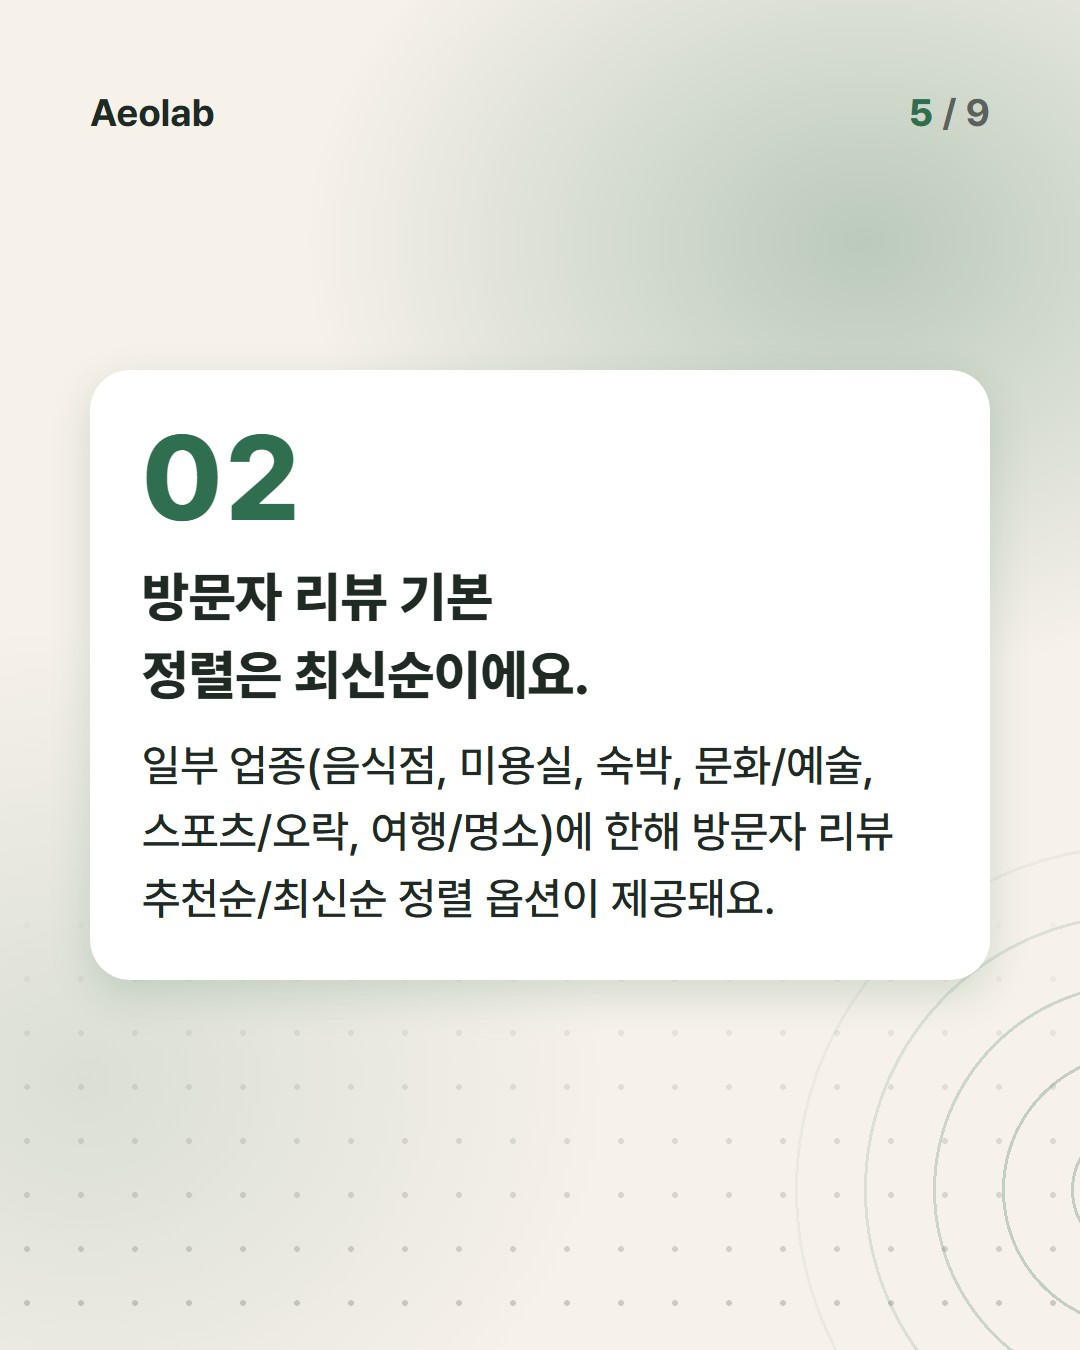 Aeolab
5 / 9
02
방문자 리뷰 기본
정렬은 최신순이에요.
일부 업종(음식점, 미용실, 숙박, 문화/예술,
스포츠/오락, 여행/명소)에 한해 방문자 리뷰
추천순/최신순 정렬 옵션이 제공돼요.